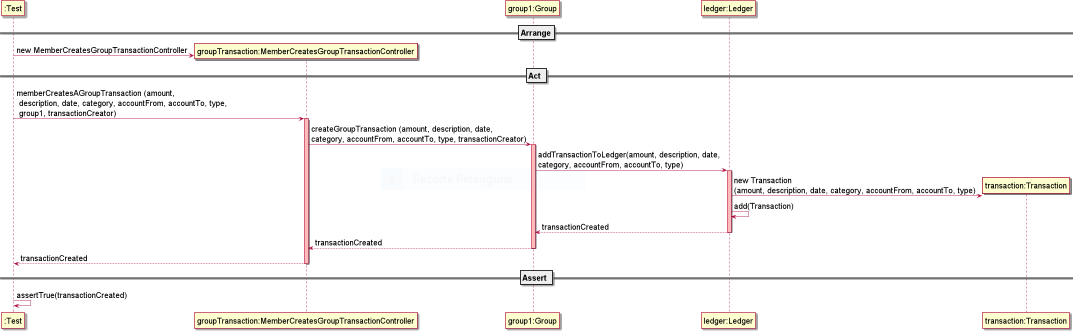 :Test
group1:Group
ledger:Ledger
Arrange
new MemberCreatesGroupTransactionController
groupTransaction:MemberCreatesGroupTransactionController
Act
memberCreatesAGroupTransaction (amount,
description, date, category, accountFrom, accountTo, type,
group1, transactionCreator)
createGroupTransaction (amount, description, date,
category, accountFrom, accountTo, type, transactionCreator)
addTransactionToLedger(amount, description, date,
category, accountFrom, accountTo, type)
new Transaction
(amount, description, date, category, accountFrom, accountTo, type)
transaction:Transaction
add(Transaction)
transactionCreated
transactionCreated
transactionCreated
Assert
assertTrue(transactionCreated)
:Test
groupTransaction:MemberCreatesGroupTransactionController
group1:Group
ledger:Ledger
transaction:Transaction